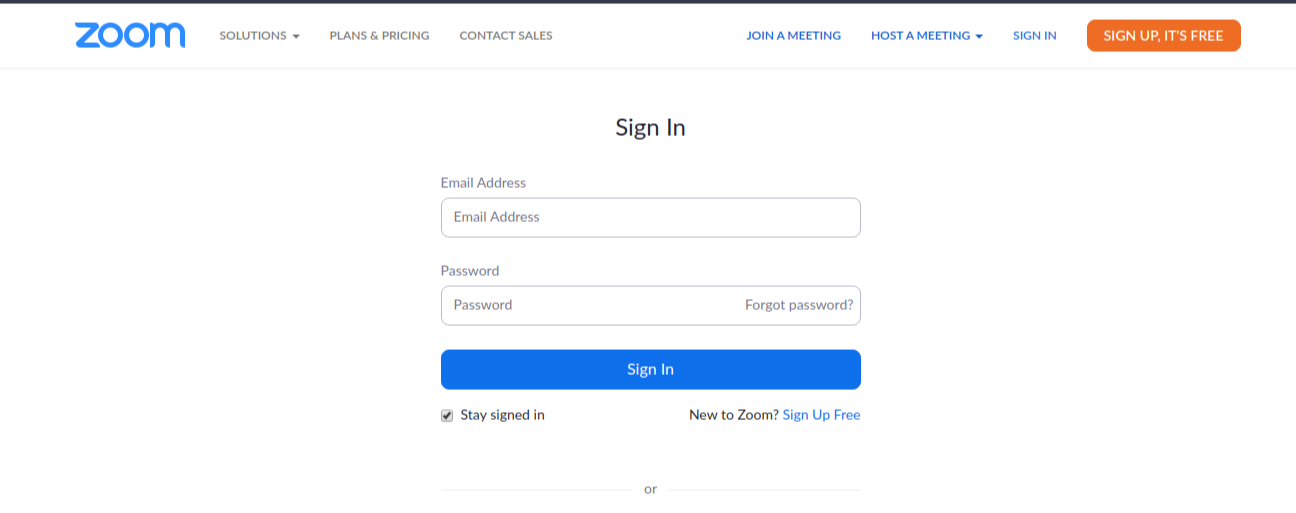 zoom SOLUTIONS PLANS & PRICING CONTACT SALES JOIN A MEETING HOST A MEETING SIGN IN SIGN UP, IT'S FREE
Sign In
Email Address
Email Address
Password
Password Forgot password?
Sign In
Stay signed in New to Zoom? Sign Up Free
or